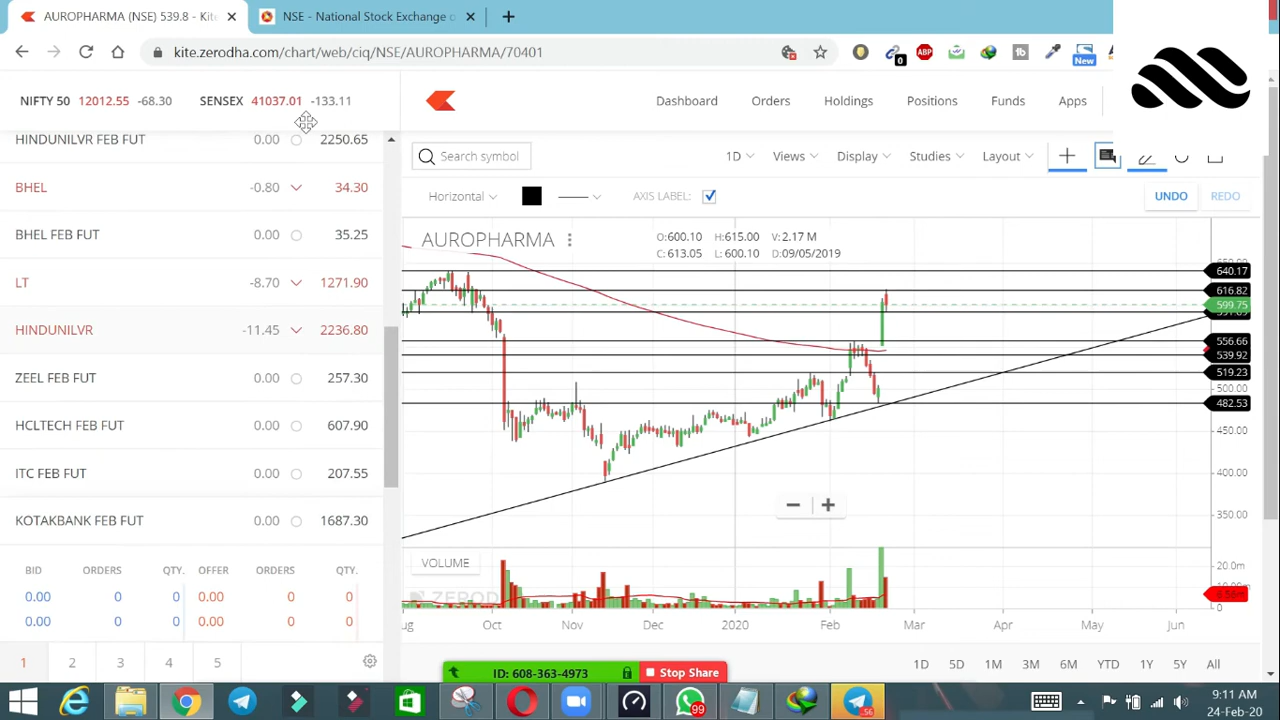 AUROPHARMA (NSE) 539.8 - Kite
NSE - National Stock Exchange o
kite.zerodha.com/chart/web/ciq/NSE/AUROPHARMA/70401
0
ABP
tb
New
NIFTY 50 12012.55 -68.30 SENSEX 41037.01 -133.11
Dashboard Orders Holdings Positions Funds Apps
HINDUNILVR FEB FUT 0.00 2250.65
BHEL -0.80 34.30
BHEL FEB FUT 0.00 35.25
LT -8.70 1271.90
HINDUNILVR -11.45 2236.80
ZEEL FEB FUT 0.00 257.30
HCLTECH FEB FUT 0.00 607.90
ITC FEB FUT 0.00 207.55
KOTAKBANK FEB FUT 0.00 1687.30
BID ORDERS QTY. OFFER ORDERS QTY.
0.00 0 0 0.00 0 0
0.00 0 0 0.00 0 0
1 2 3 4 5
Search symbol 1D Views Display Studies Layout
Horizontal AXIS LABEL: UNDO REDO
AUROPHARMA
O: 600.10 H: 615.00 V: 2.17 M
C: 613.05 L: 600.10 D: 09/05/2019
640.17
616.82
599.75
556.66
539.92
519.23
500.00
482.53
450.00
400.00
350.00
VOLUME
20.0m
0
Oct Nov Dec 2020 Feb Mar Apr May Jun
1D 5D 1M 3M 6M YTD 1Y 5Y All
ID: 608-363-4973 Stop Share
99
56
9:11 AM
24-Feb-20